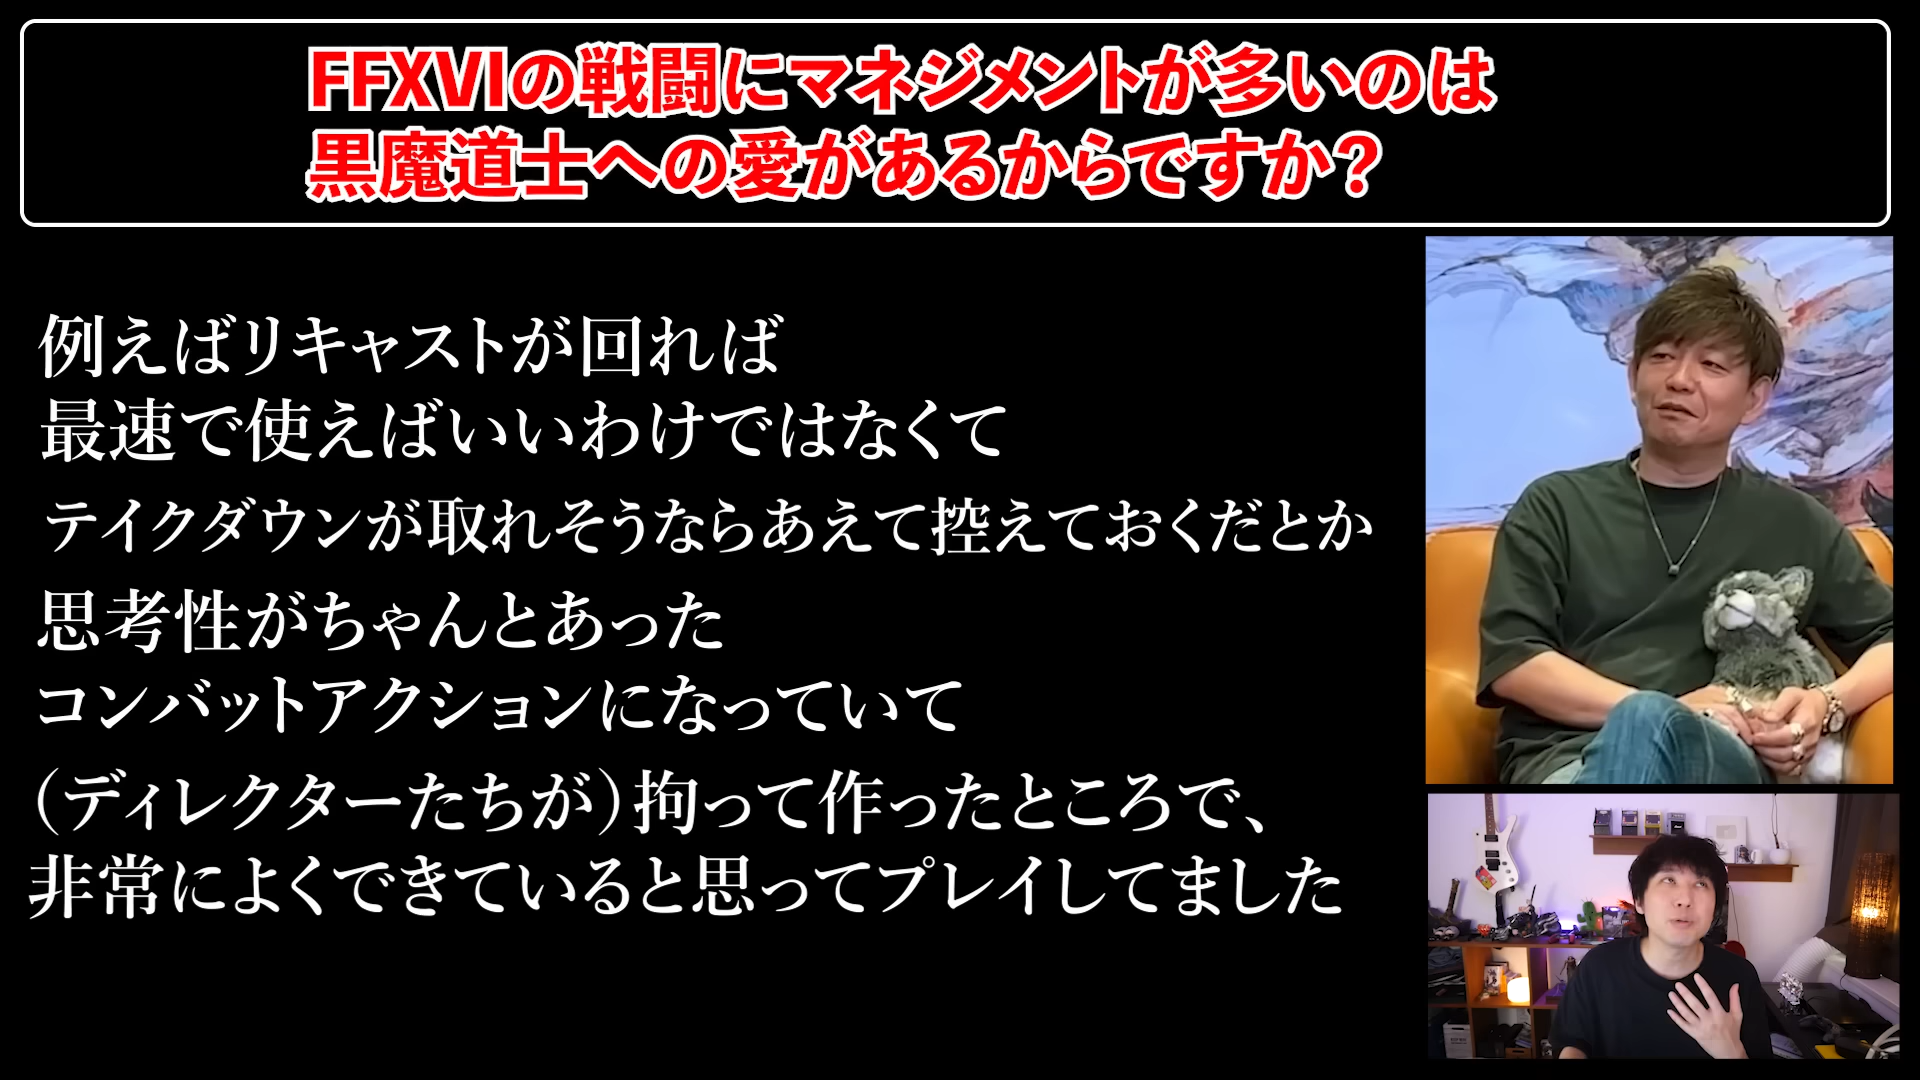 FFXVIの戦闘にマネジメントが多いのは
黒魔道士への愛があるからですか？
例えばリキャストが回れば
最速で使えばいいわけではなくて
テイクダウンが取れそうならあえて控えておくだとか
思考性がちゃんとあった
コンバットアクションになっていて
（ディレクターたちが）拘って作ったところで、
非常によくできていると思ってプレイしてました